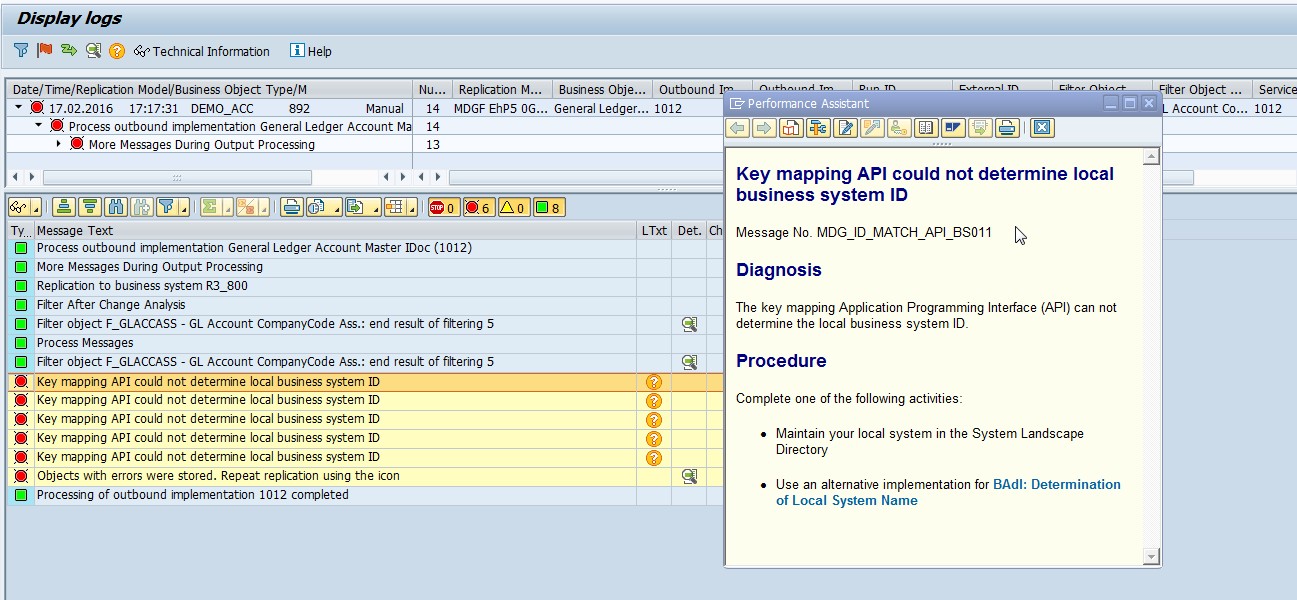 Display logs
Technical Information Help
Date/Time/Replication Model/Business Object Type/M Nu... Replication M... Business Obje... Outbound Im...
17.02.2016 17:17:31 DEMO_ACC 892 Manual 14 MDGF EhP5 0G... General Ledger... 1012
L Account Co... 1012
Process outbound implementation General Ledger Account Ma 14
More Messages During Output Processing 13
Filter Object ... Service
STOP 0 6 0 8
Ty... Message Text LTxt Det. Ch
Process outbound implementation General Ledger Account Master IDoc (1012)
More Messages During Output Processing
Replication to business system R3_800
Filter After Change Analysis
Filter object F_GLACCASS - GL Account CompanyCode Ass.: end result of filtering 5
Process Messages
Filter object F_GLACCASS - GL Account CompanyCode Ass.: end result of filtering 5
Key mapping API could not determine local business system ID
Key mapping API could not determine local business system ID
Key mapping API could not determine local business system ID
Key mapping API could not determine local business system ID
Key mapping API could not determine local business system ID
Objects with errors were stored. Repeat replication using the icon
Processing of outbound implementation 1012 completed
Performance Assistant
Key mapping API could not determine local
business system ID
Message No. MDG_ID_MATCH_API_BS011
Diagnosis
The key mapping Application Programming Interface (API) can not
determine the local business system ID.
Procedure
Complete one of the following activities:
Maintain your local system in the System Landscape
Directory
Use an alternative implementation for BAdI: Determination
of Local System Name